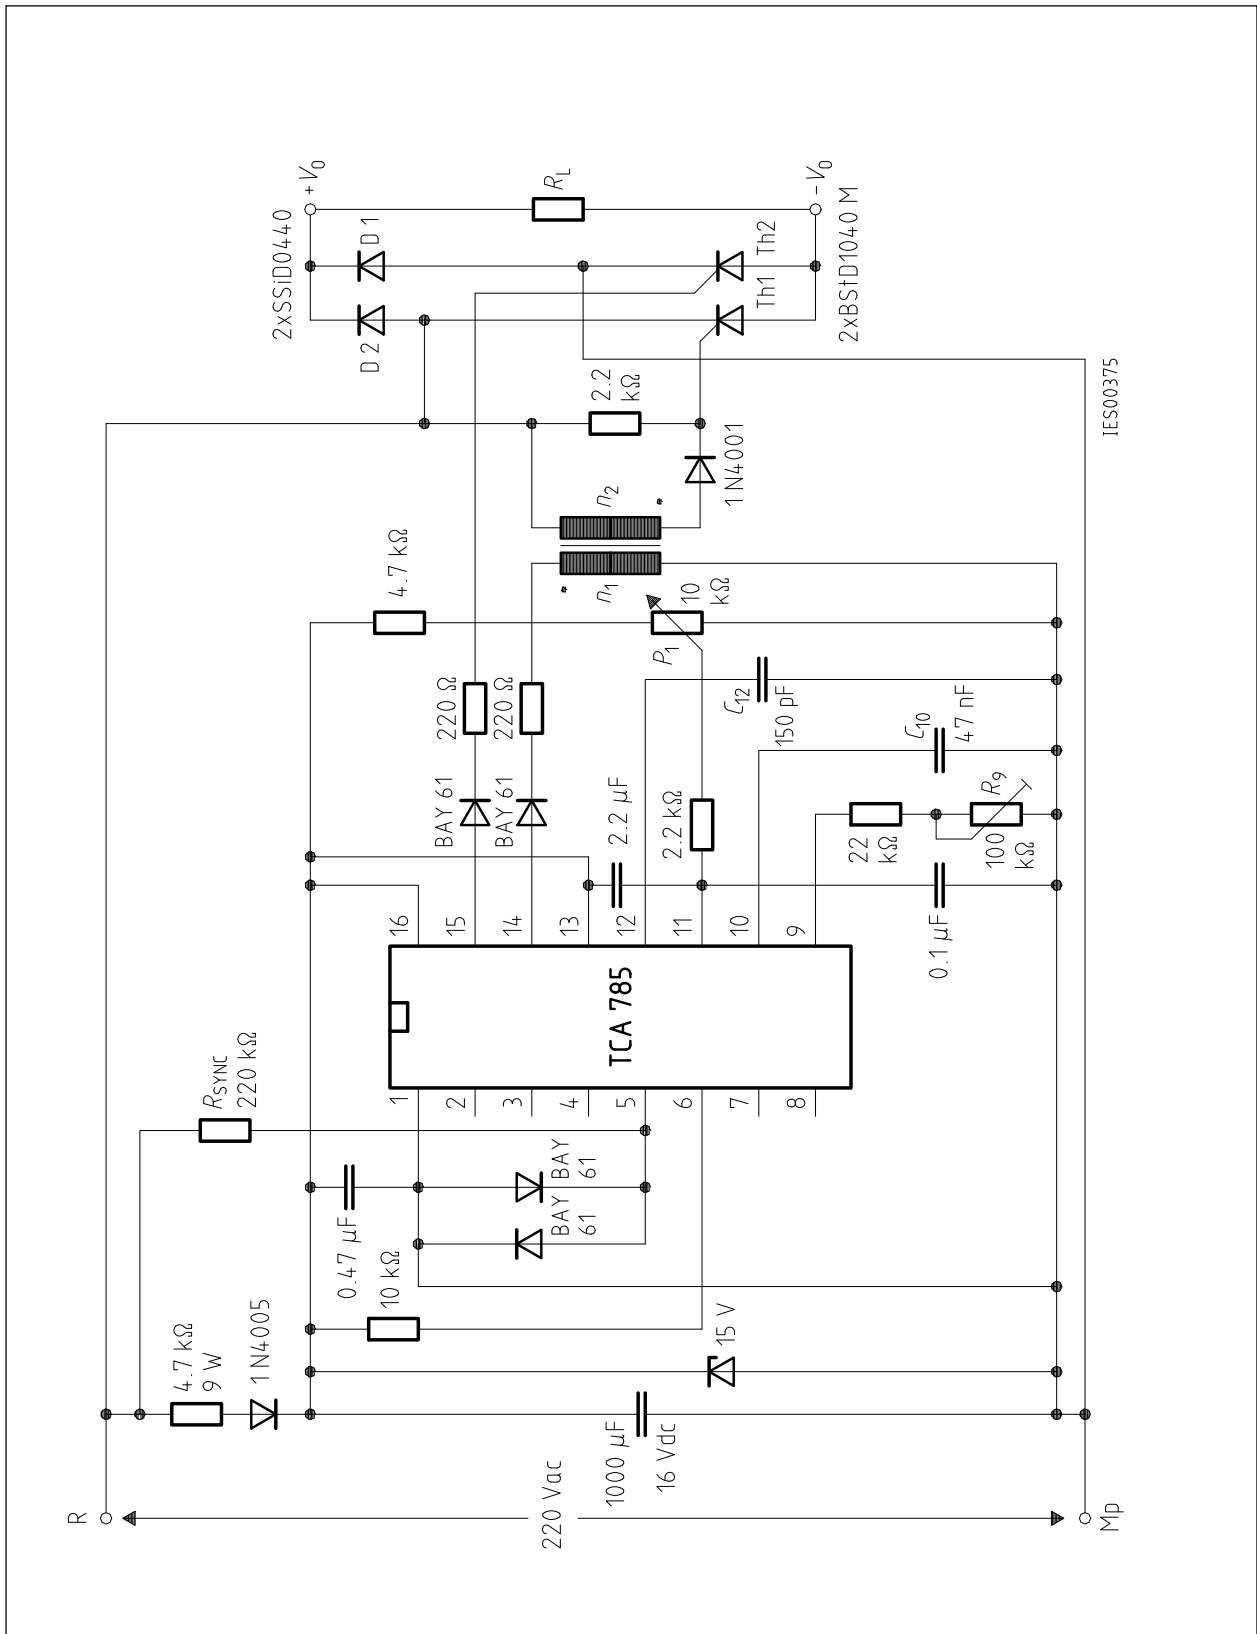 R
220 Vac
Mp
4.7 kΩ
9 W
1N4005
1000 µF
16 Vdc
15 V
10 kΩ
0.47 µF
BAY
61
BAY
61
R_SYNC
220 kΩ
1
2
3
4
5
6
7
8
TCA 785
16
15
14
13
12
11
10
9
2.2 µF
0.1 µF
BAY 61
BAY 61
2.2 kΩ
22
kΩ
100
kΩ
R9
220 Ω
220 Ω
C12
150 pF
C10
47 nF
4.7 kΩ
P1
10
kΩ
n1
n2
*
*
1N4001
2.2
kΩ
D2
D1
2xSSiD0440
Th1
Th2
2xBStD1040 M
+V0
RL
-V0
IES00375